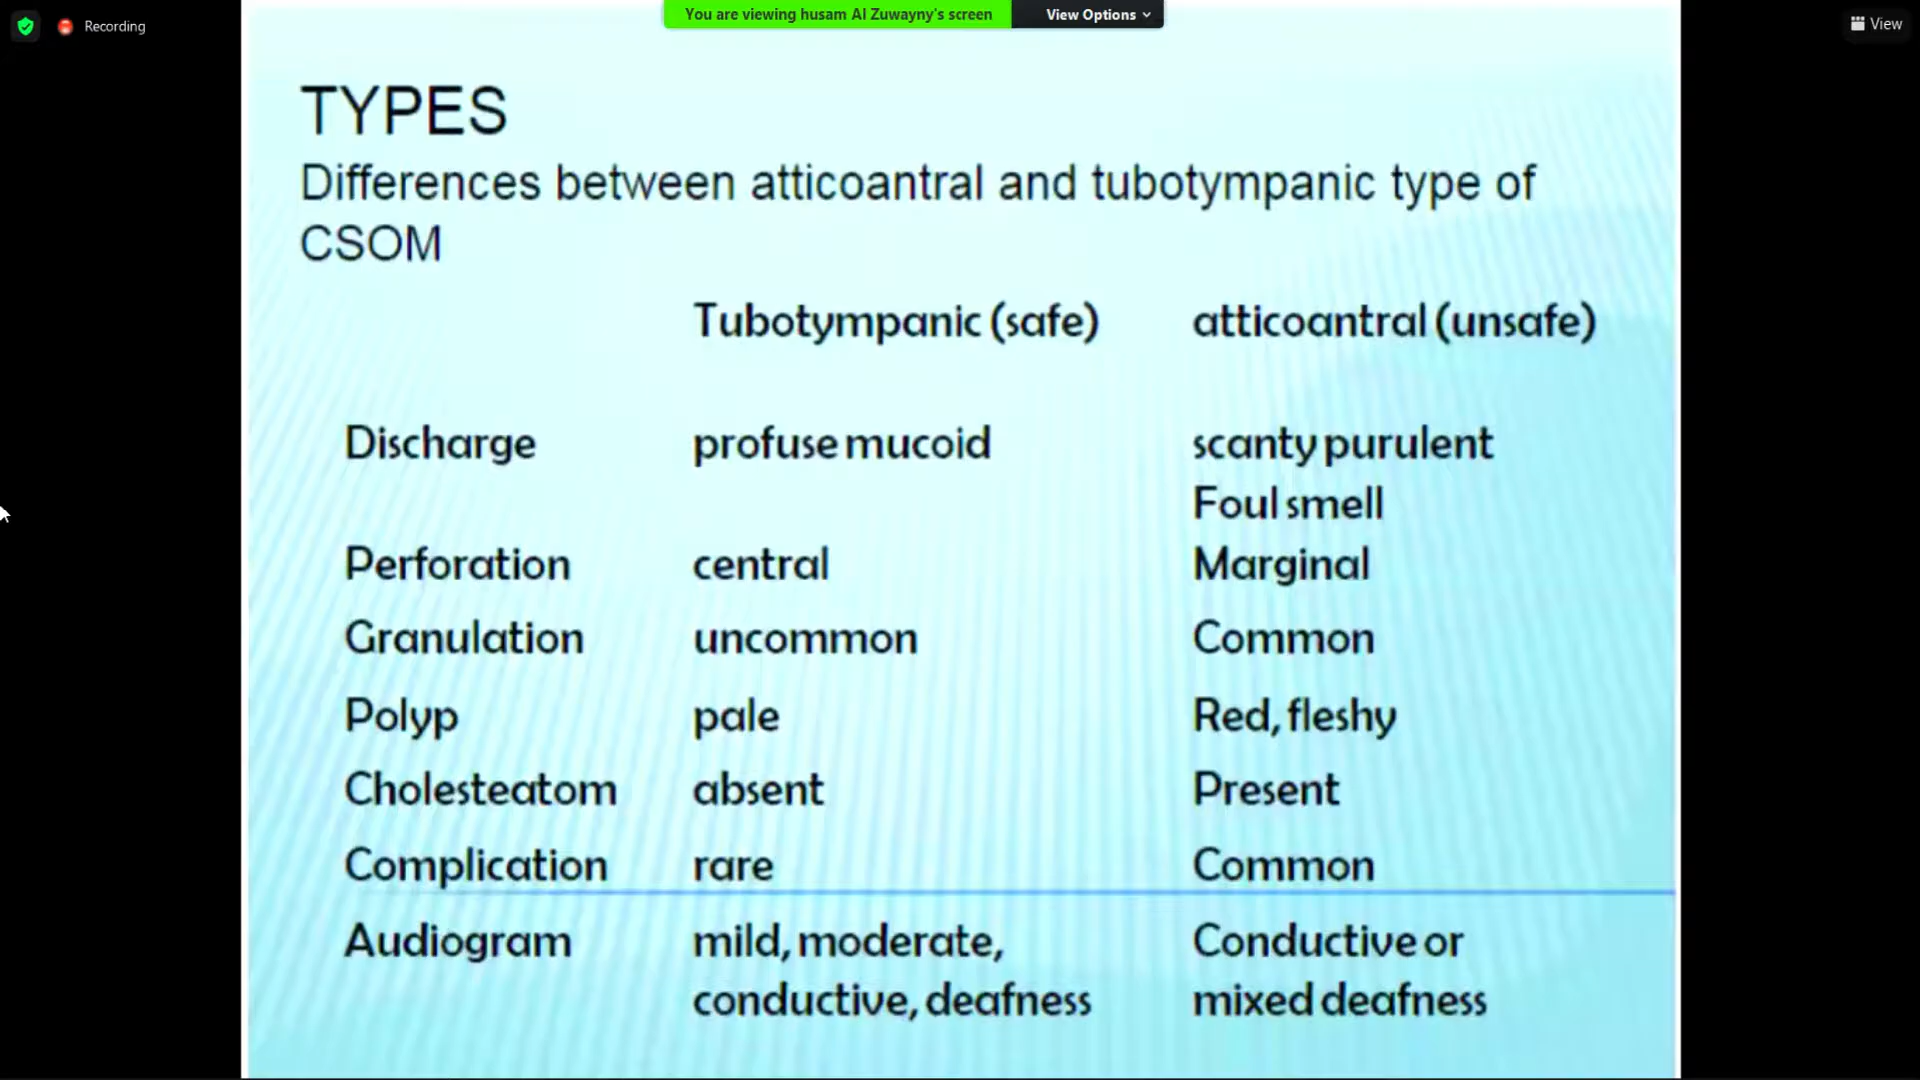 Recording
You are viewing husam Al Zuwayny's screen
View Options
View
TYPES
Differences between atticoantral and tubotympanic type of
CSOM
Tubotympanic (safe) atticoantral (unsafe)
Discharge profuse mucoid scanty purulent
Foul smell
Perforation central Marginal
Granulation uncommon Common
Polyp pale Red, fleshy
Cholesteatom absent Present
Complication rare Common
Audiogram mild, moderate, Conductive or
conductive, deafness mixed deafness